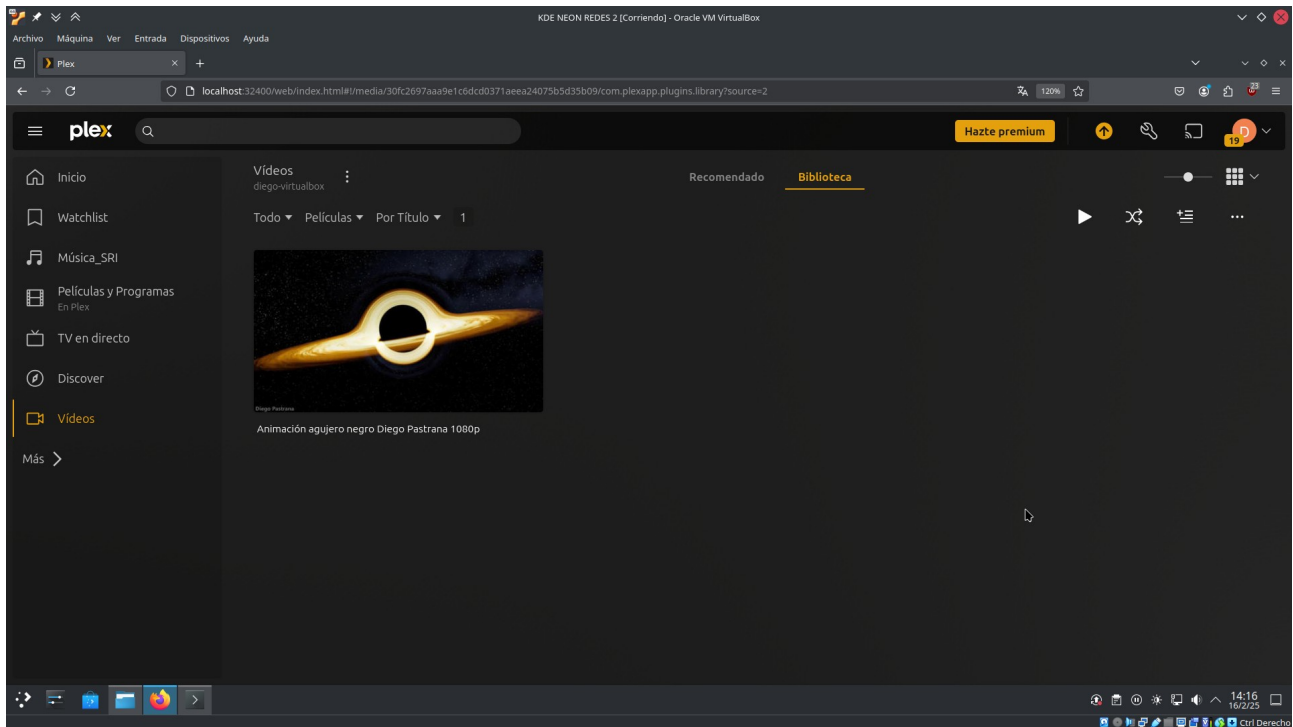 KDE NEON REDES 2 [Corriendo] - Oracle VM VirtualBox
Archivo Máquina Ver Entrada Dispositivos Ayuda
Plex
localhost:32400/web/index.html#!/media/30fc2697aaa9e1c6dcd0371aeea24075b5d35b09/com.plexapp.plugins.library?source=2 120% 23
plex Hazte premium D 19
Inicio
Watchlist
Música_SRI
Películas y Programas
En Plex
TV en directo
Discover
Vídeos
Más
Vídeos
diego-virtualbox
Recomendado Biblioteca
Todo Películas Por Título 1
Diego Pastrana
Animación agujero negro Diego Pastrana 1080p
14:16
16/2/25
Ctrl Derecho